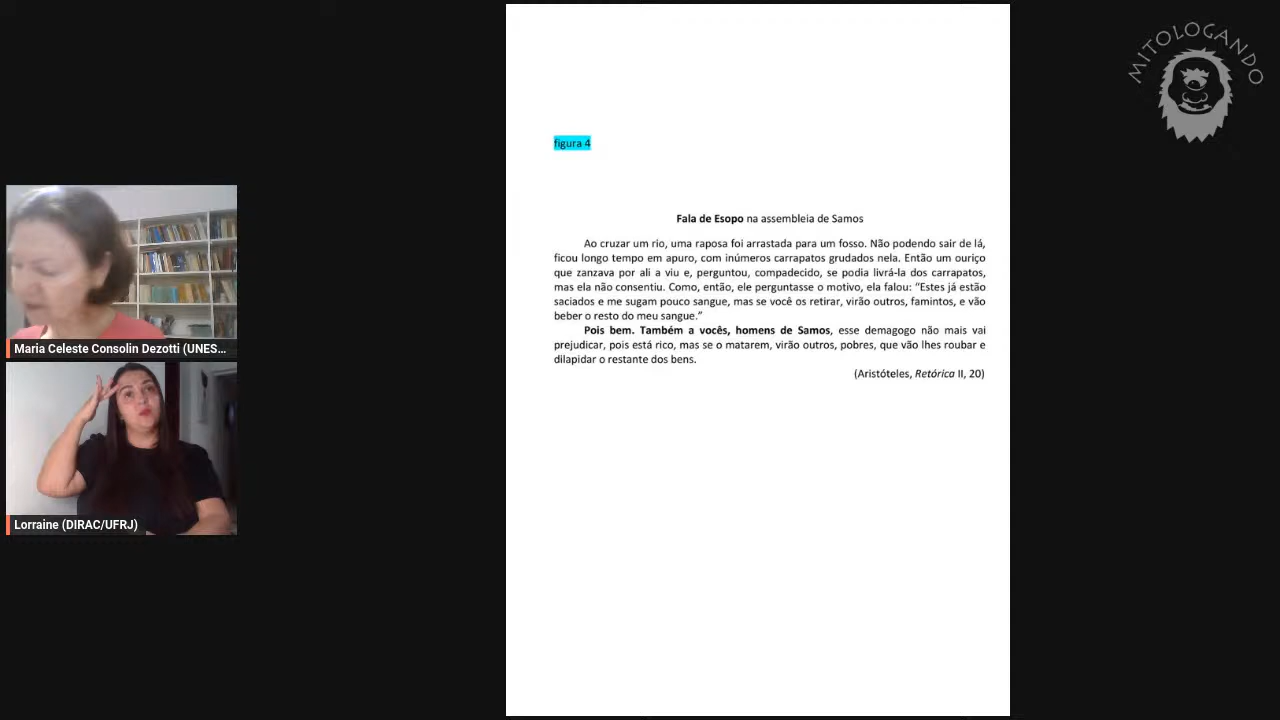 MITOLOGANDO
figura 4
Fala de Esopo na assembleia de Samos
Ao cruzar um rio, uma raposa foi arrastada para um fosso. Não podendo sair de lá,
ficou longo tempo em apuro, com inúmeros carrapatos grudados nela. Então um ouriço
que zanzava por ali a viu e, perguntou, compadecido, se podia livrá-la dos carrapatos,
mas ela não consentiu. Como, então, ele perguntasse o motivo, ela falou: “Estes já estão
saciados e me sugam pouco sangue, mas se você os retirar, virão outros, famintos, e vão
beber o resto do meu sangue.”
Pois bem. Também a vocês, homens de Samos, esse demagogo não mais vai
prejudicar, pois está rico, mas se o matarem, virão outros, pobres, que vão lhes roubar e
dilapidar o restante dos bens.
(Aristóteles, Retórica II, 20)
Maria Celeste Consolin Dezotti (UNES...
Lorraine (DIRAC/UFRJ)